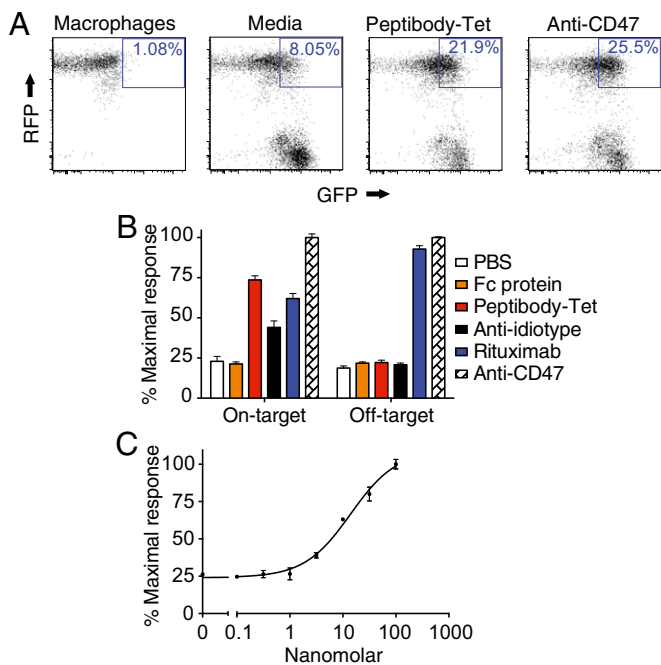 A
Macrophages Media Peptibody-Tet Anti-CD47
1.08% 8.05% 21.9% 25.5%
RFP
GFP
B
% Maximal response
100
75
50
25
0
On-target Off-target
PBS
Fc protein
Peptibody-Tet
Anti-idiotype
Rituximab
Anti-CD47
C
% Maximal response
100
75
50
25
0
0 0.1 1 10 100 1000
Nanomolar